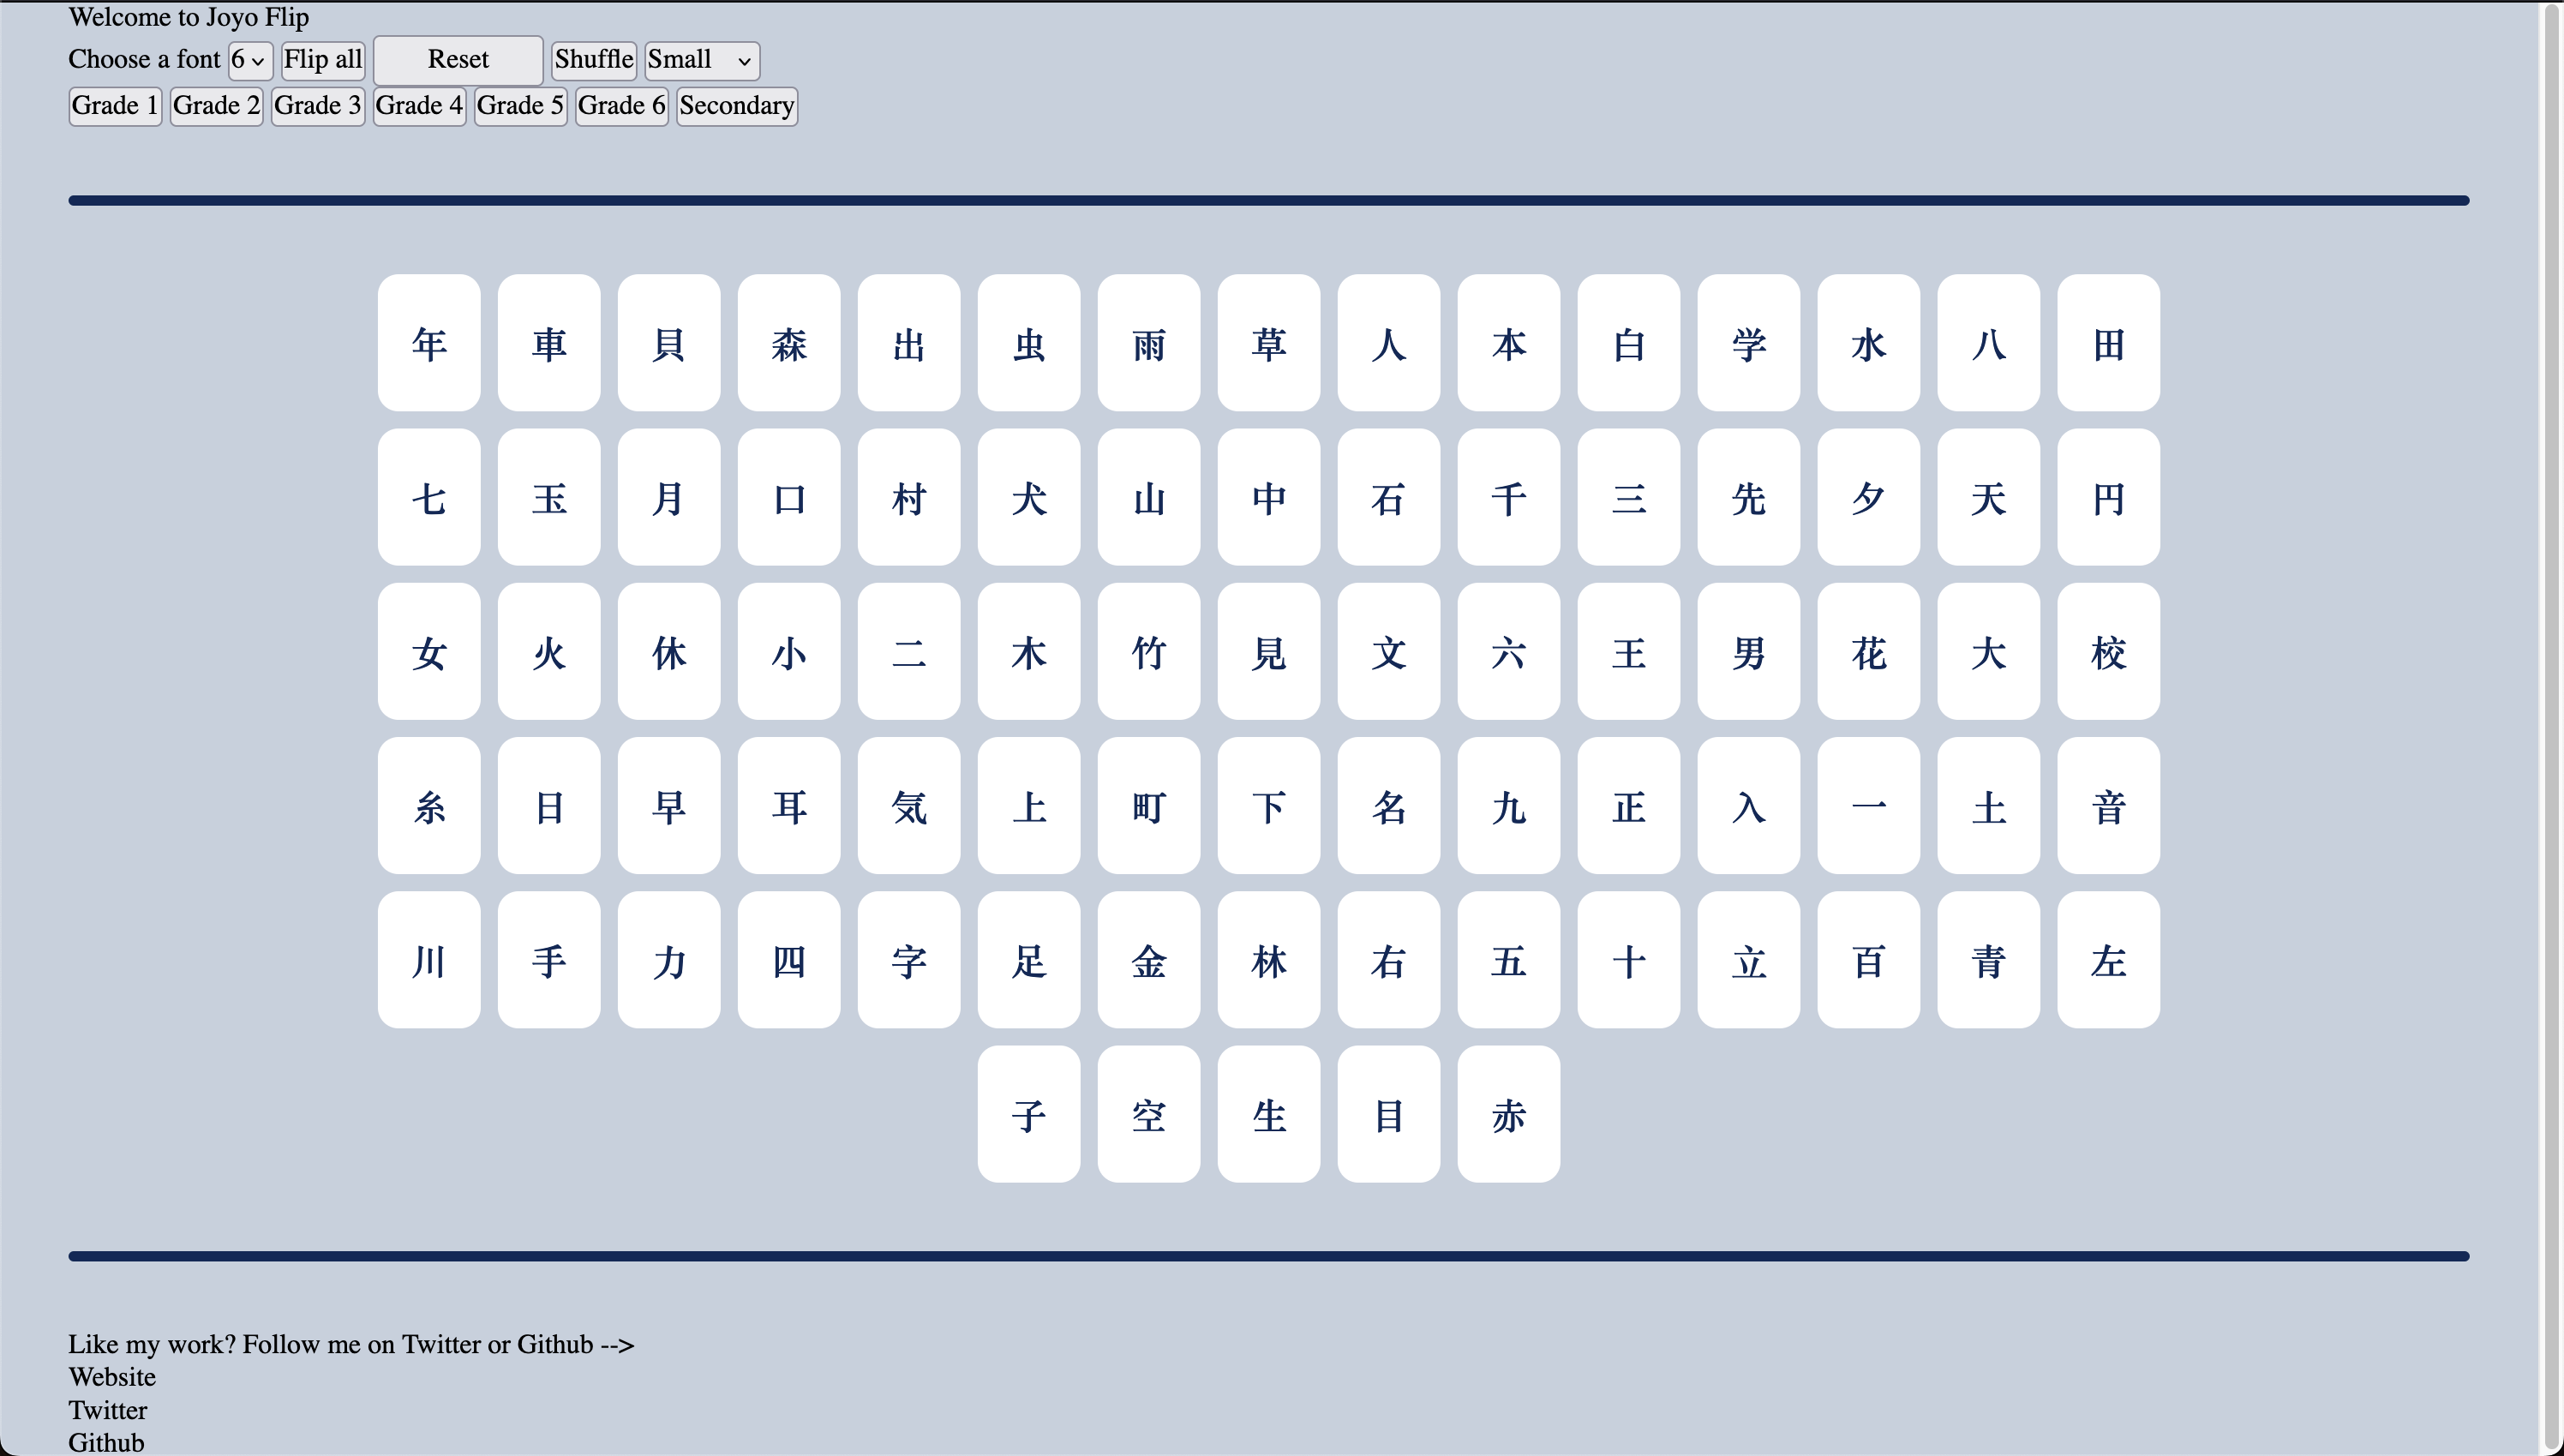 Welcome to Joyo Flip
Choose a font 6 Flip all Reset Shuffle Small
Grade 1 Grade 2 Grade 3 Grade 4 Grade 5 Grade 6 Secondary
年 車 貝 森 出 虫 雨 草 人 本 白 学 水 八 田
七 玉 月 口 村 犬 山 中 石 千 三 先 夕 天 円
女 火 休 小 二 木 竹 見 文 六 王 男 花 大 校
糸 日 早 耳 気 上 町 下 名 九 正 入 一 土 音
川 手 力 四 字 足 金 林 右 五 十 立 百 青 左
子 空 生 目 赤
Like my work? Follow me on Twitter or Github -->
Website
Twitter
Github